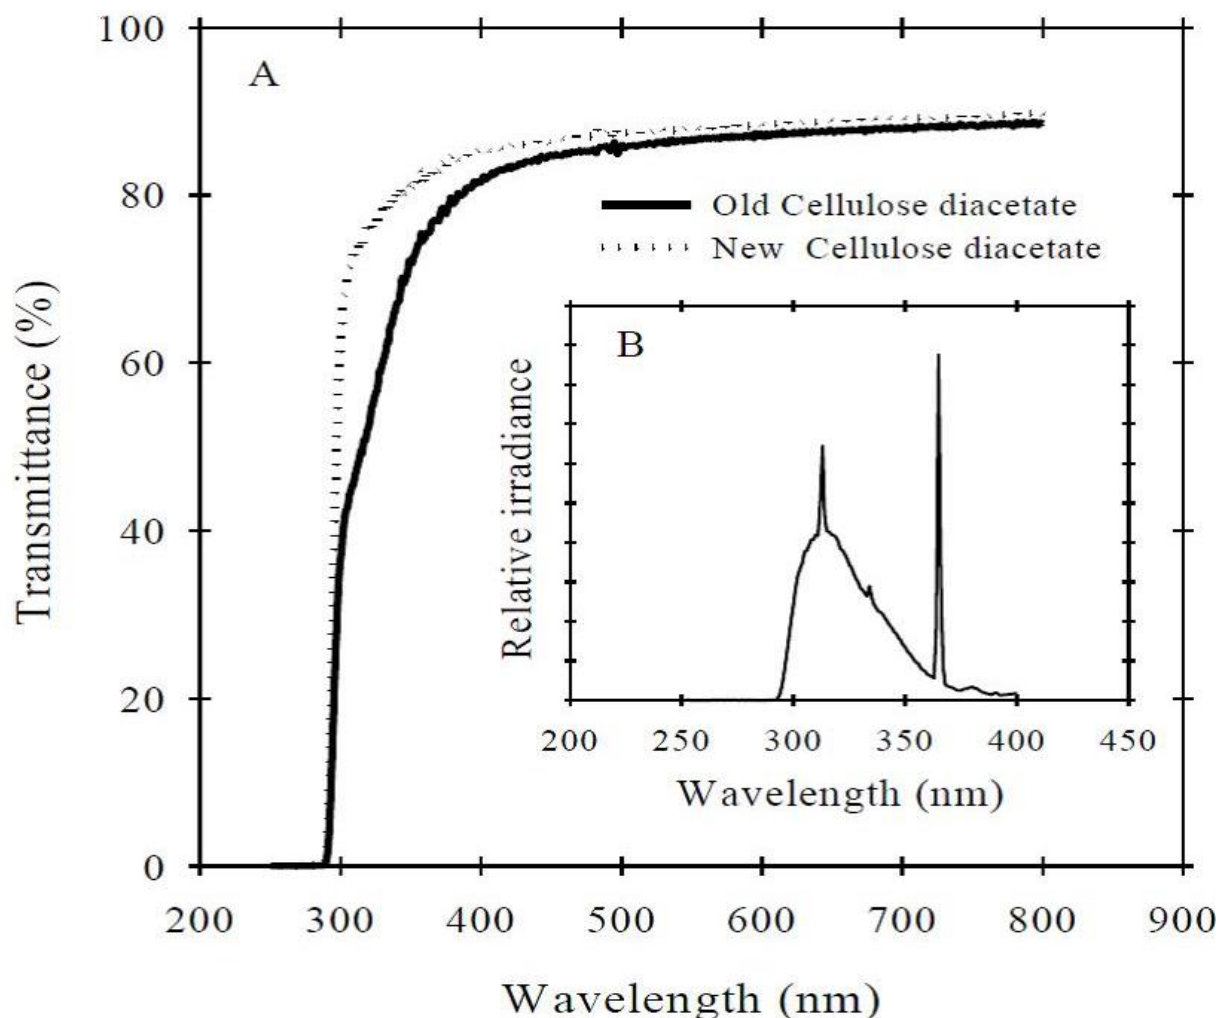 100
A
80
Old Cellulose diacetate
New Cellulose diacetate
Transmittance (%)
60
40
20
0
200 300 400 500 600 700 800 900
Wavelength (nm)
B
Relative irradiance
200 250 300 350 400 450
Wavelength (nm)